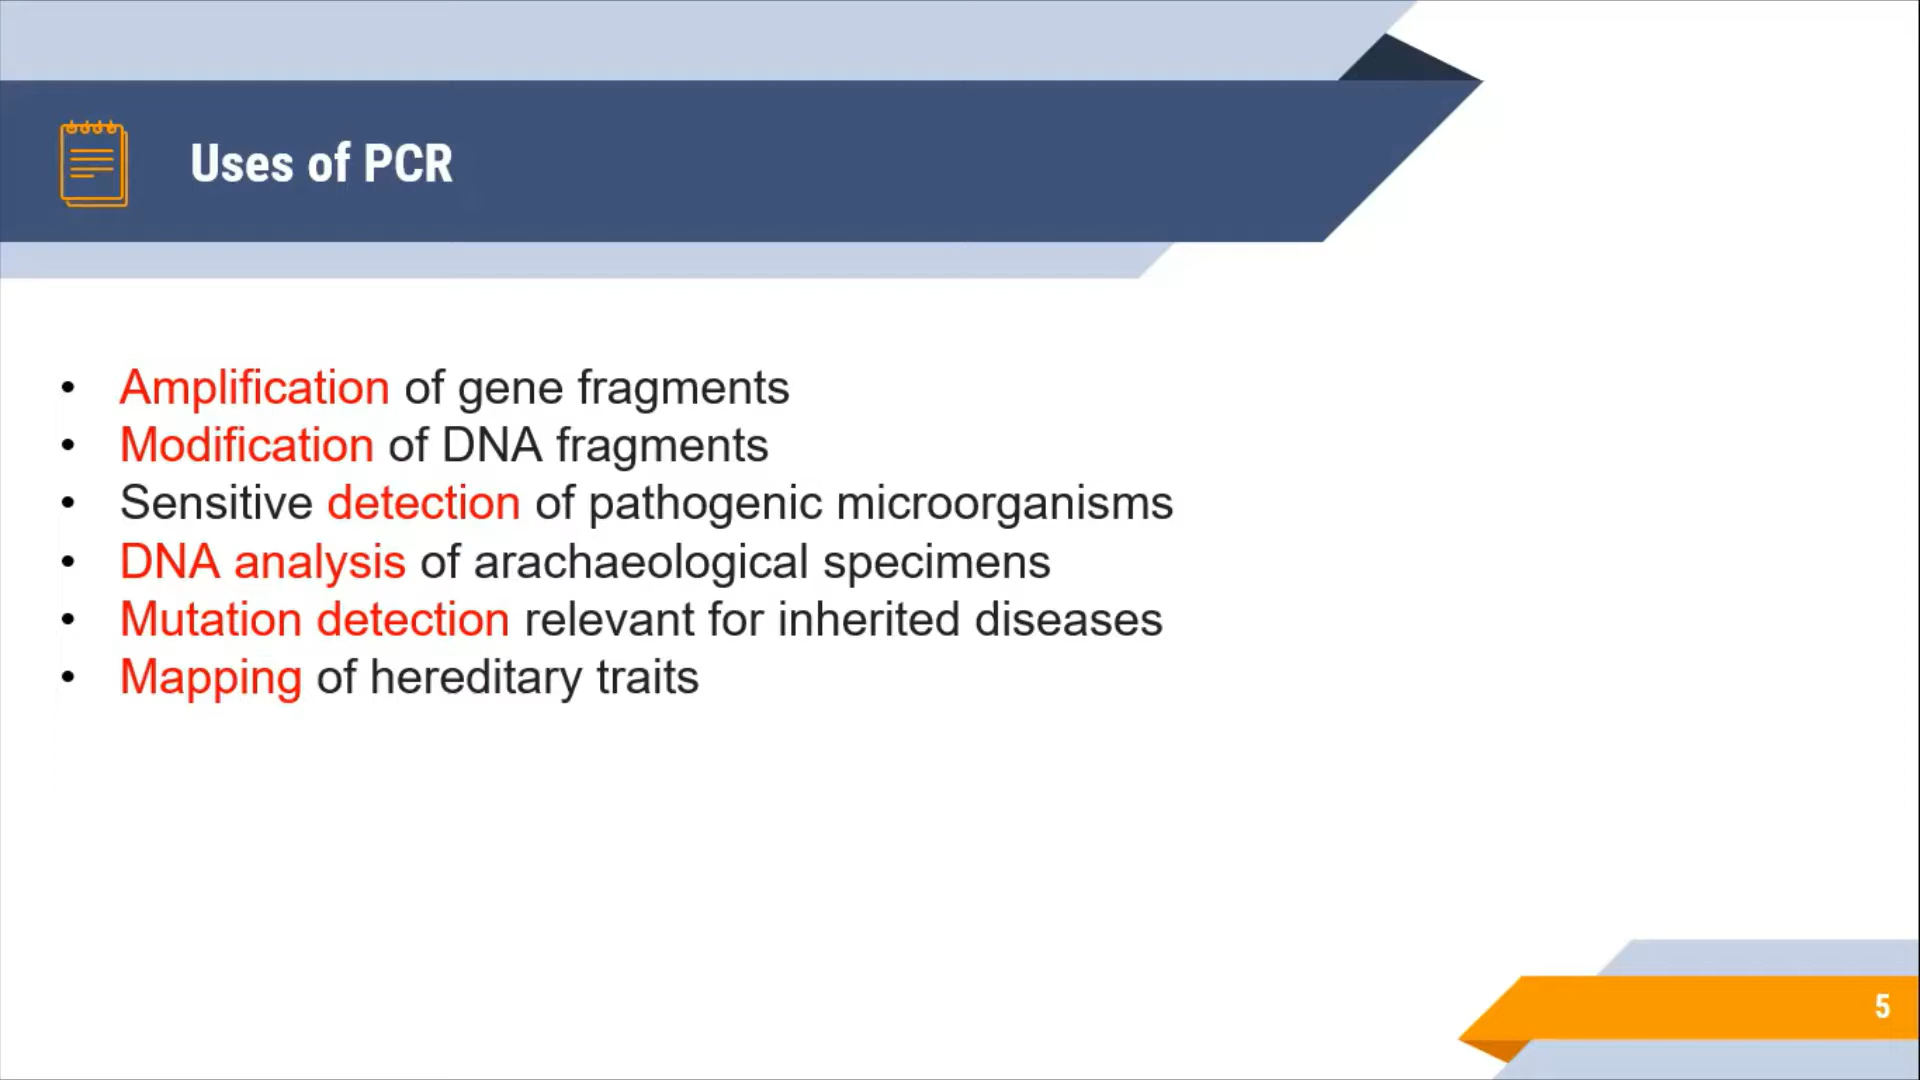 Uses of PCR
• Amplification of gene fragments
• Modification of DNA fragments
• Sensitive detection of pathogenic microorganisms
• DNA analysis of arachaeological specimens
• Mutation detection relevant for inherited diseases
• Mapping of hereditary traits
5